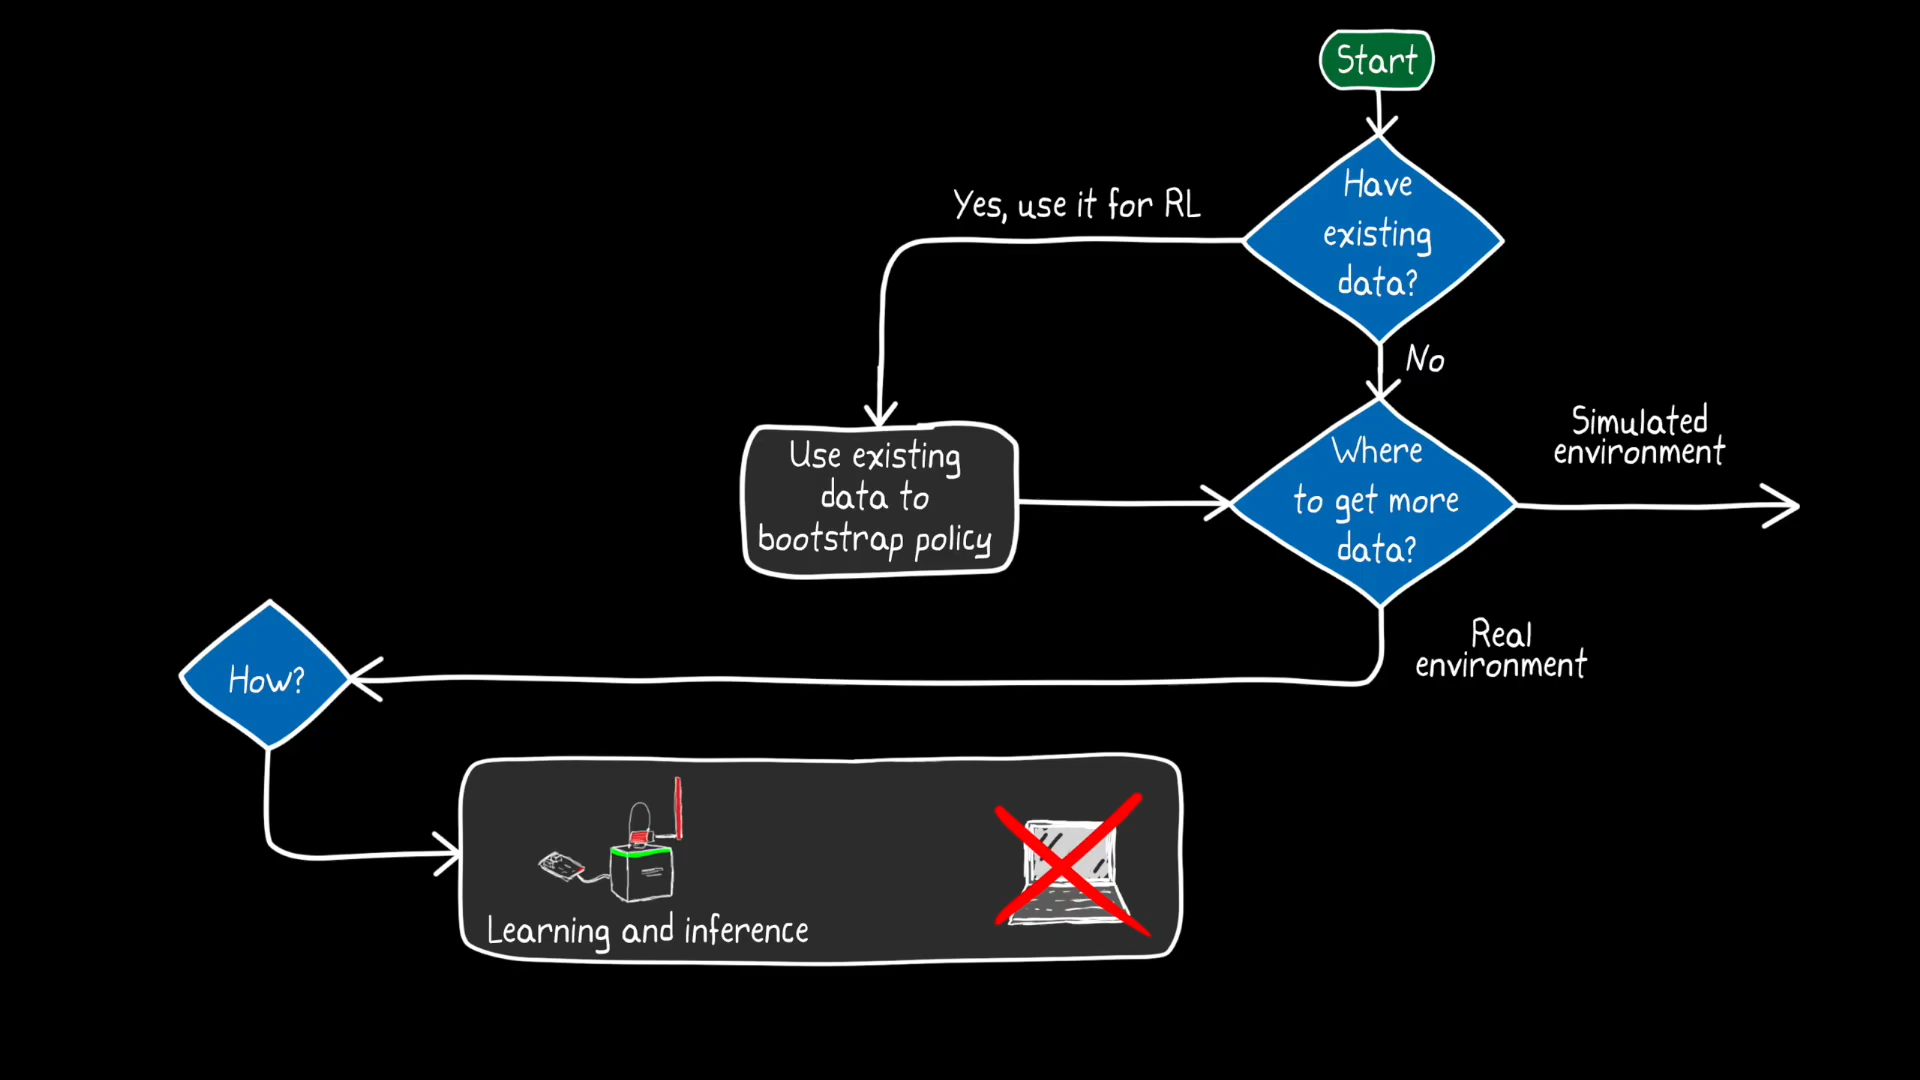 Start
Have
existing
data?
Yes, use it for RL
No
Use existing
data to
bootstrap policy
Where
to get more
data?
Simulated
environment
Real
environment
How?
Learning and inference